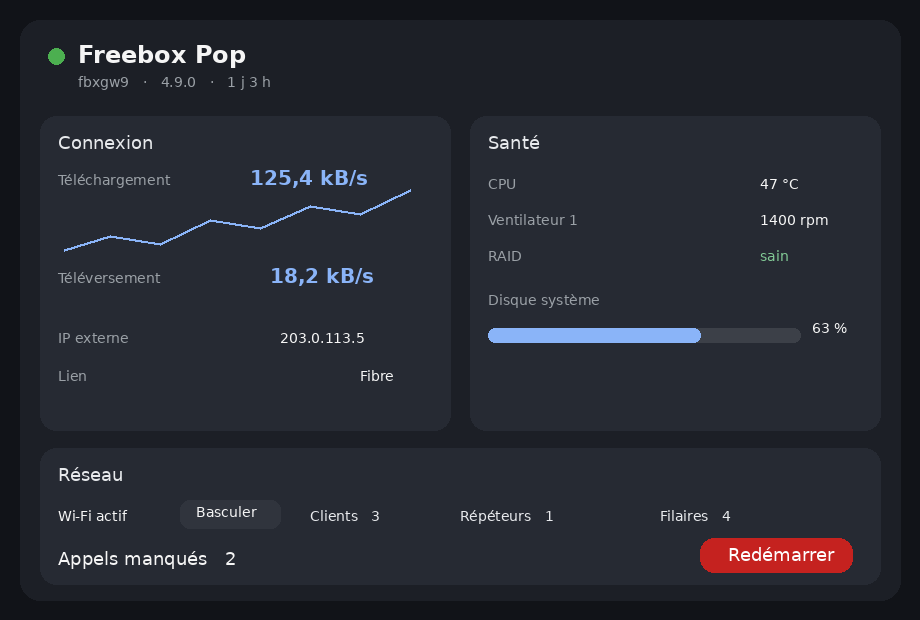 Freebox Pop
fbxgw9 · 4.9.0 · 1 j 3 h
Connexion
Téléchargement 125,4 kB/s
Téléversement 18,2 kB/s
IP externe 203.0.113.5
Lien Fibre
Santé
CPU 47 °C
Ventilateur 1 1400 rpm
RAID sain
Disque système
63 %
Réseau
Wi-Fi actif Basculer Clients 3 Répéteurs 1 Filaires 4
Appels manqués 2 Redémarrer